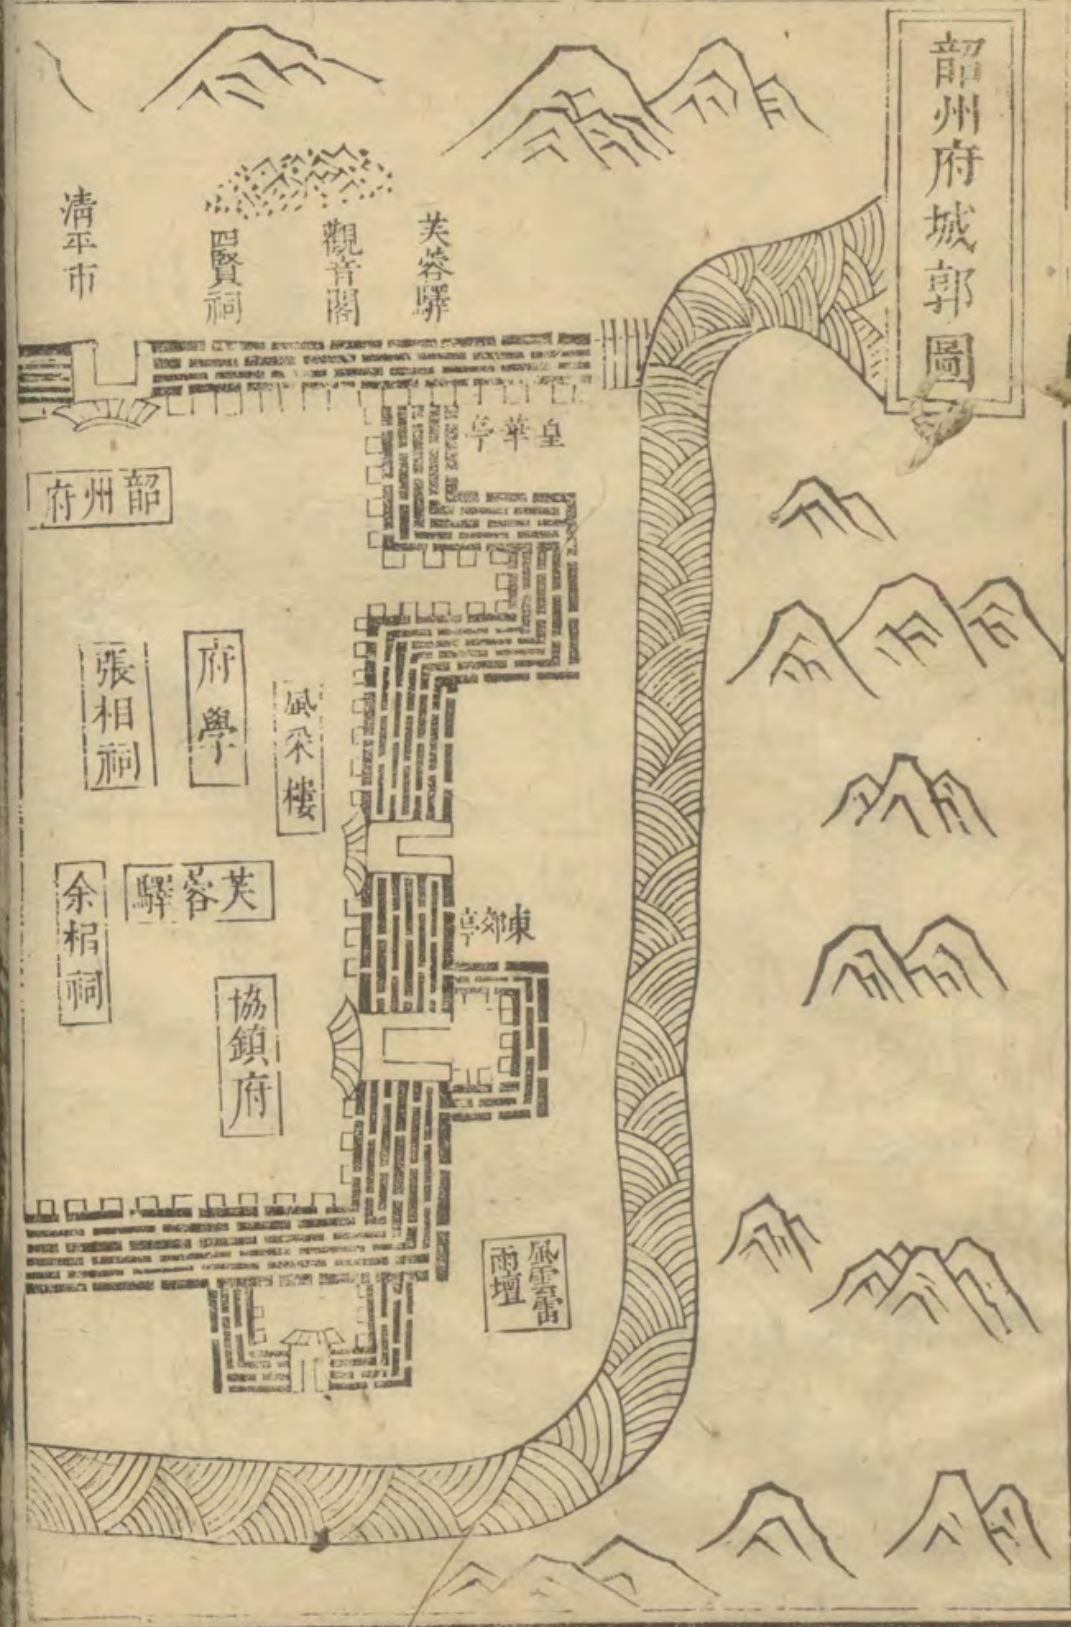 韶州府城郭圖
芙蓉驛
觀音閣
四賢祠
清平市
皇華亭
韶州府
風采樓
府學
張相祠
芙蓉驛
余相祠
東郊亭
協鎮府
風雲雷
雨壇